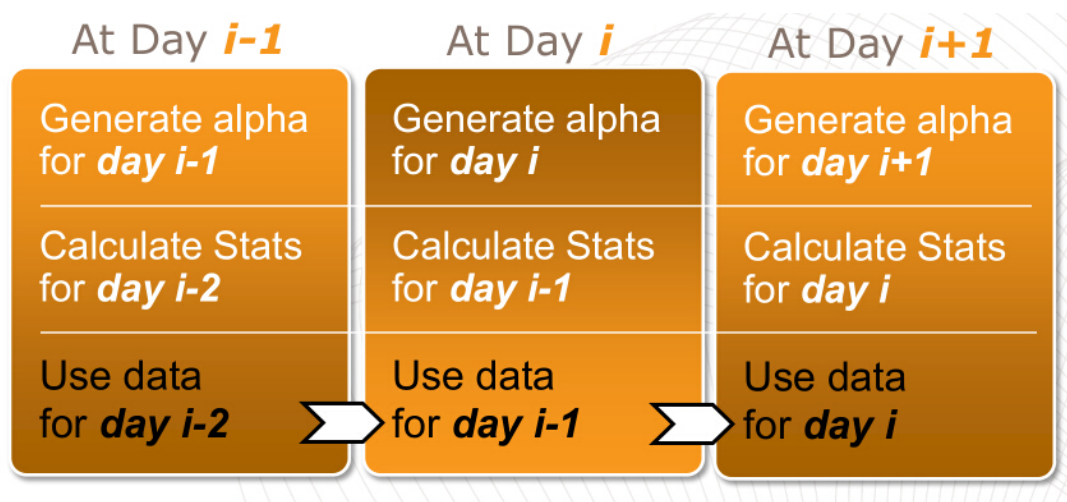 At Day i-1
Generate alpha
for day i-1
Calculate Stats
for day i-2
Use data
for day i-2
At Day i
Generate alpha
for day i
Calculate Stats
for day i-1
Use data
for day i-1
At Day i+1
Generate alpha
for day i+1
Calculate Stats
for day i
Use data
for day i